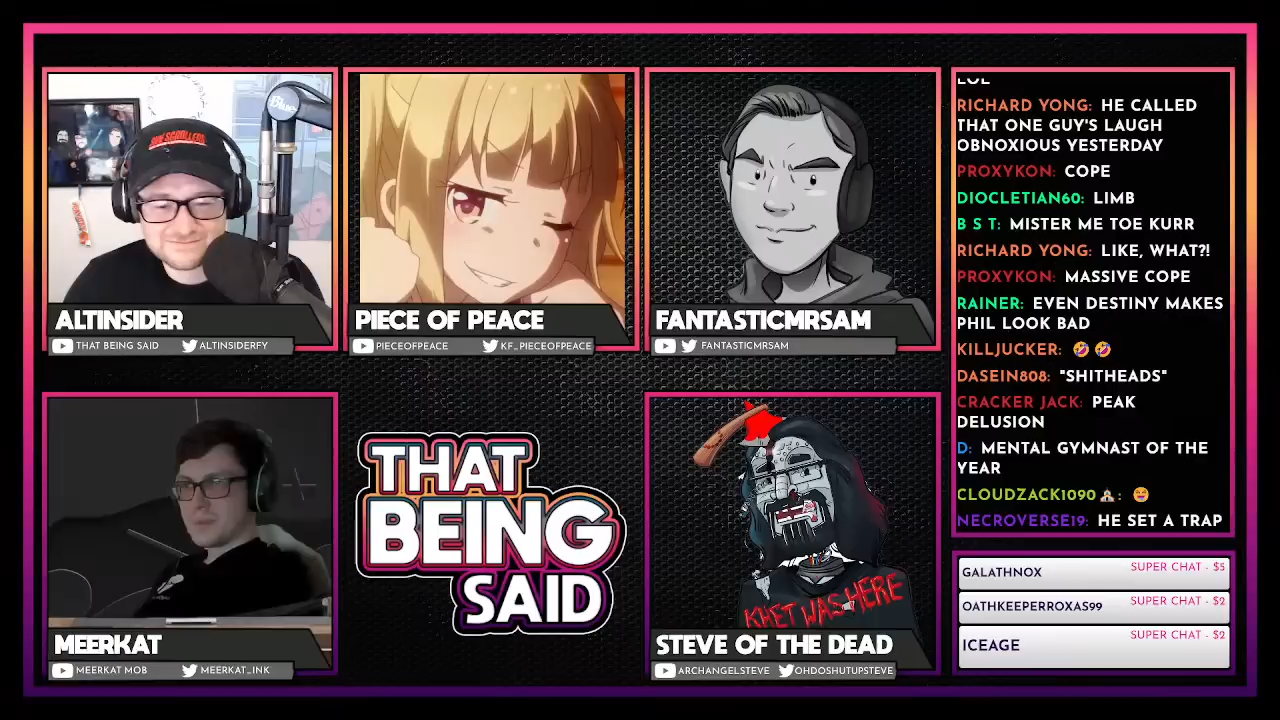 Blue
DOY SCROLLERS
ALTINSIDER
THAT BEING SAID
ALTINSIDERFY
PIECE OF PEACE
PIECEOFPEACE
KF_PIECEOFPEACE
FANTASTICMRSAM
FANTASTICMRSAM
MEERKAT
MEERKAT MOB
MEERKAT_INK
THAT
BEING
SAID
KHET WAS HERE
STEVE OF THE DEAD
ARCHANGELSTEVE
OHDOSHUTUPSTEVE
LOL
RICHARD YONG: HE CALLED
THAT ONE GUY'S LAUGH
OBNOXIOUS YESTERDAY
PROXYKON: COPE
DIOCLETIAN60: LIMB
B S T: MISTER ME TOE KURR
RICHARD YONG: LIKE, WHAT?!
PROXYKON: MASSIVE COPE
RAINER: EVEN DESTINY MAKES
PHIL LOOK BAD
KILLJUCKER: 🤣🤣
DASEIN808: "SHITHEADS"
CRACKER JACK: PEAK
DELUSION
D: MENTAL GYMNAST OF THE
YEAR
CLOUDZACK1090: 😆
NECROVERSE19: HE SET A TRAP
GALATHNOX
SUPER CHAT - $5
OATHKEEPERROXAS99
SUPER CHAT - $2
ICEAGE
SUPER CHAT - $2